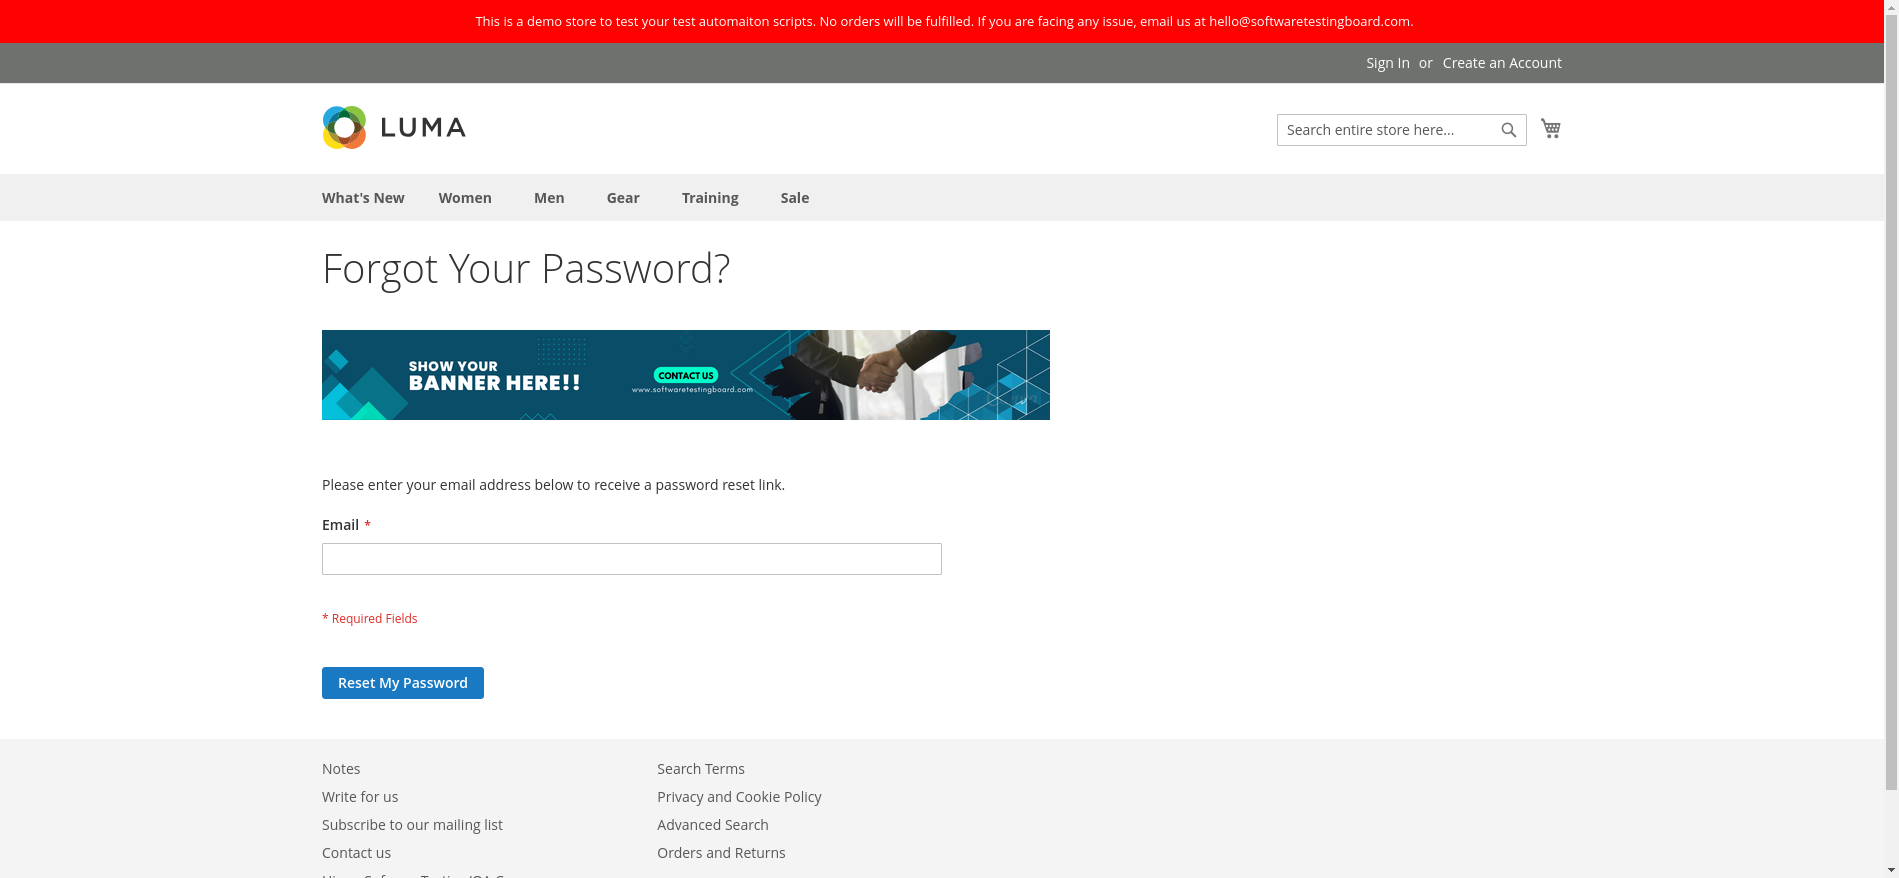 This is a demo store to test your test automaiton scripts. No orders will be fulfilled. If you are facing any issue, email us at hello@softwaretestingboard.com.
Sign In or Create an Account
LUMA
Search entire store here...
What's New Women Men Gear Training Sale
Forgot Your Password?
SHOW YOUR
BANNER HERE!!
CONTACT US
www.softwaretestingboard.com
Please enter your email address below to receive a password reset link.
Email *
* Required Fields
Reset My Password
Notes
Write for us
Subscribe to our mailing list
Contact us
Search Terms
Privacy and Cookie Policy
Advanced Search
Orders and Returns